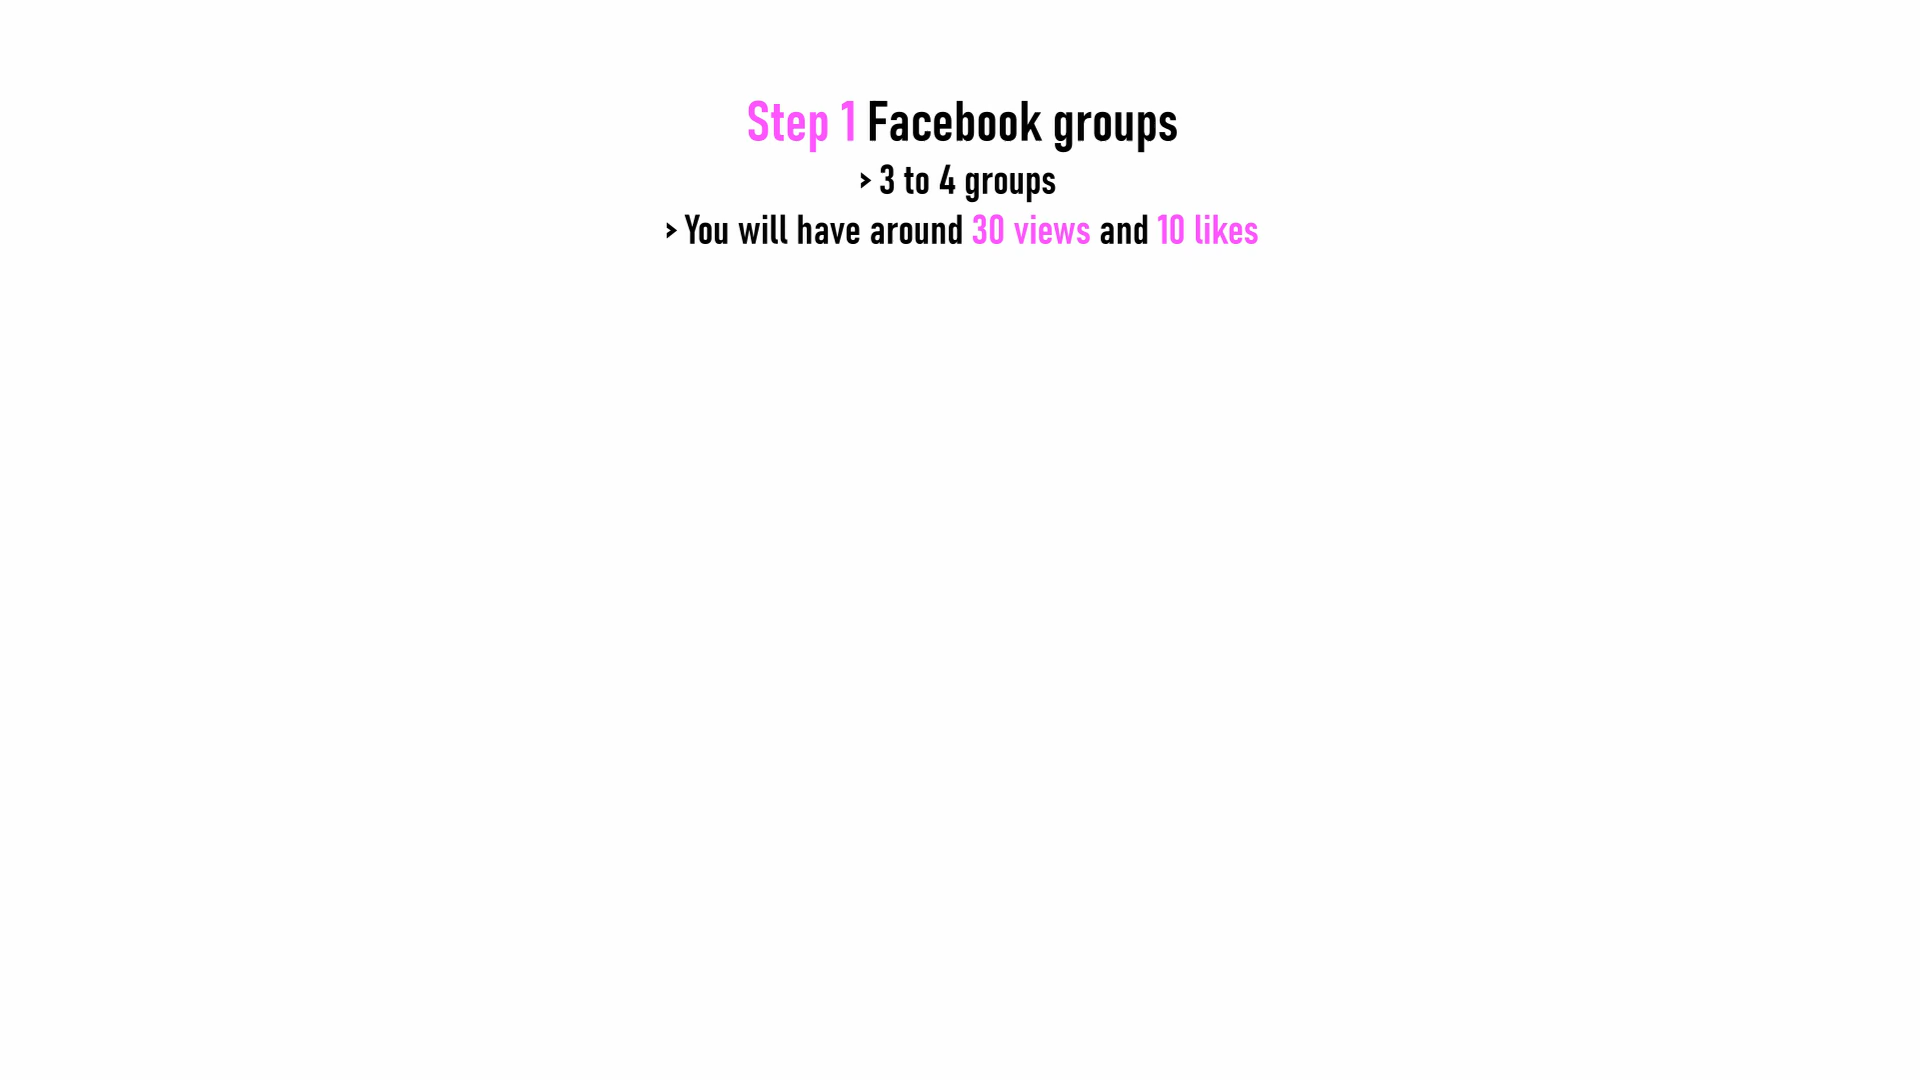 Step 1 Facebook groups
> 3 to 4 groups
> You will have around 30 views and 10 likes